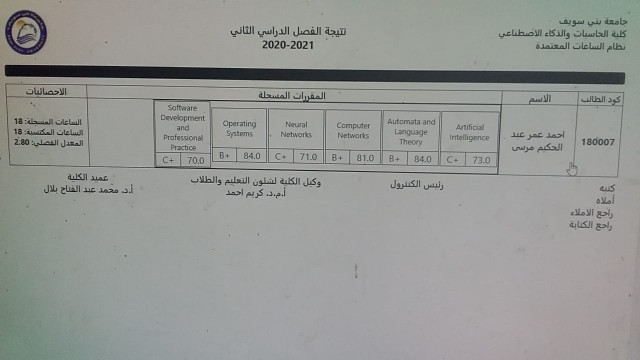 جامعة بني سويف
كلية الحاسبات والذكاء الاصطناعي
نظام الساعات المعتمدة
نتيجة الفصل الدراسي الثاني
2020-2021
كود الطالب
الأسم
المقررات المسجلة
الاحصائيات
180007
احمد عمر عبد
الحكيم مرسى
Artificial
Intelligence
C+ 73.0
Automata and
Language
Theory
B+ 84.0
Computer
Networks
B+ 81.0
Neural
Networks
C+ 71.0
Operating
Systems
B+ 84.0
Software
Development
and
Professional
Practice
C+ 70.0
الساعات المسجلة: 18
الساعات المكتسبة: 18
المعدل الفصلي: 2.80
كتبه
أملاه
راجع الاملاء
راجع الكتابة
رئيس الكنترول
وكيل الكلية لشئون التعليم والطلاب
أ.م.د. كريم احمد
عميد الكلية
أ.د. محمد عبد الفتاح بلال